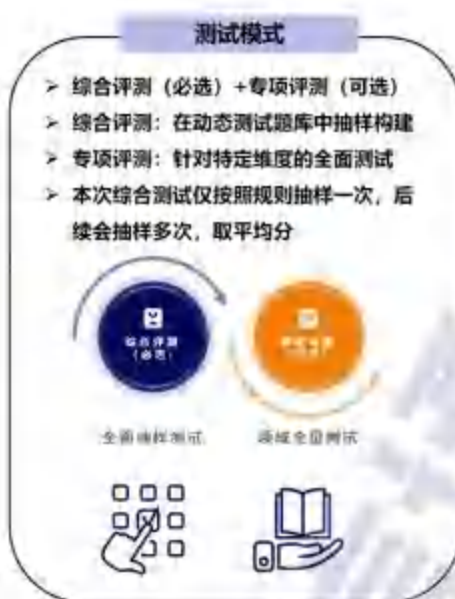 测试模式
➢ 综合评测（必选）+专项评测（可选）
➢ 综合评测：在动态测试题库中抽样构建
➢ 专项评测：针对特定维度的全面测试
➢ 本次综合测试仅按照规则抽样一次，后
续会抽样多次，取平均分
综合评测
（必选）
全面抽样测试
领域全量测试